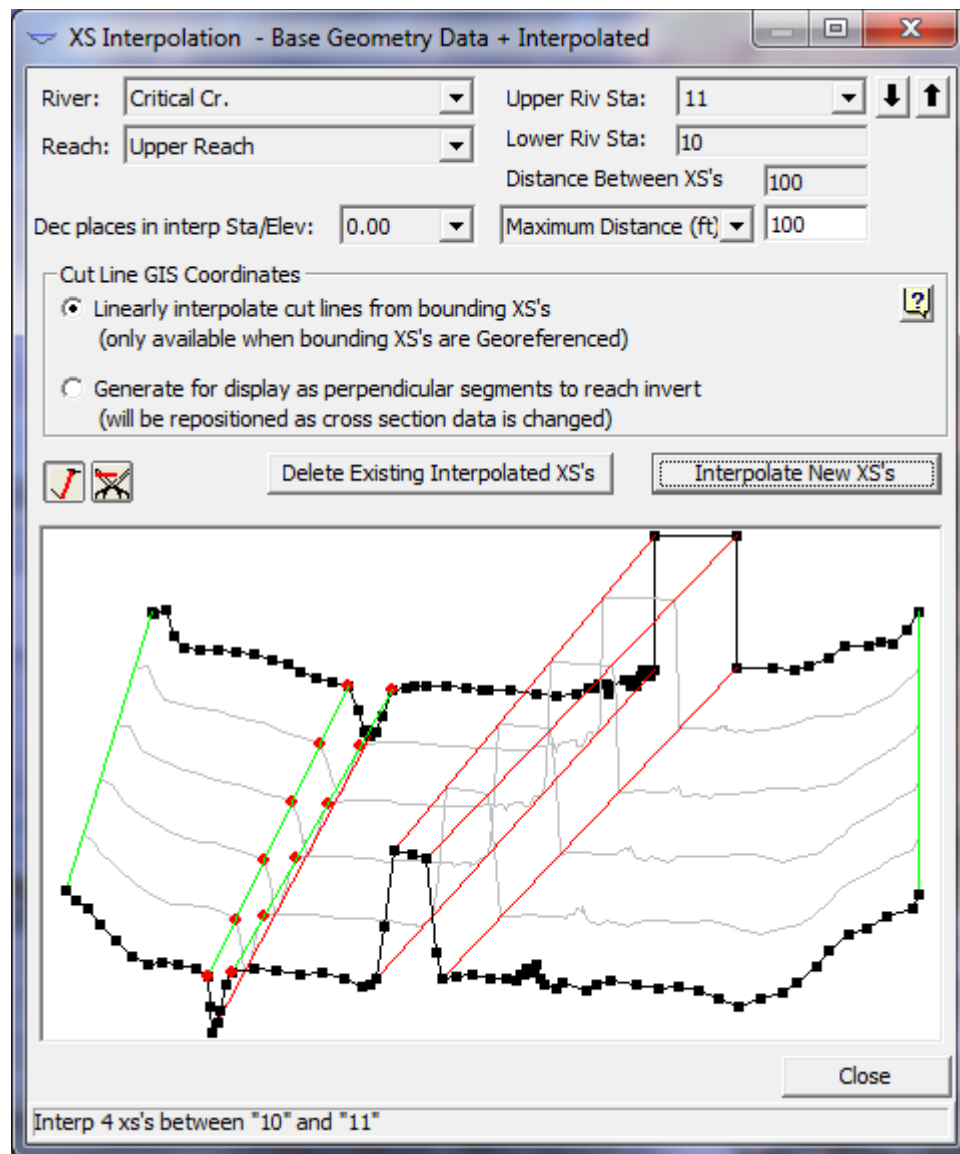 XS Interpolation - Base Geometry Data + Interpolated
River: Critical Cr.
Upper Riv Sta: 11
Reach: Upper Reach
Lower Riv Sta: 10
Distance Between XS's 100
Dec places in interp Sta/Elev: 0.00
Maximum Distance (ft) 100
Cut Line GIS Coordinates
Linearly interpolate cut lines from bounding XS's
(only available when bounding XS's are Georeferenced)
Generate for display as perpendicular segments to reach invert
(will be repositioned as cross section data is changed)
Delete Existing Interpolated XS's
Interpolate New XS's
Close
Interp 4 xs's between "10" and "11"